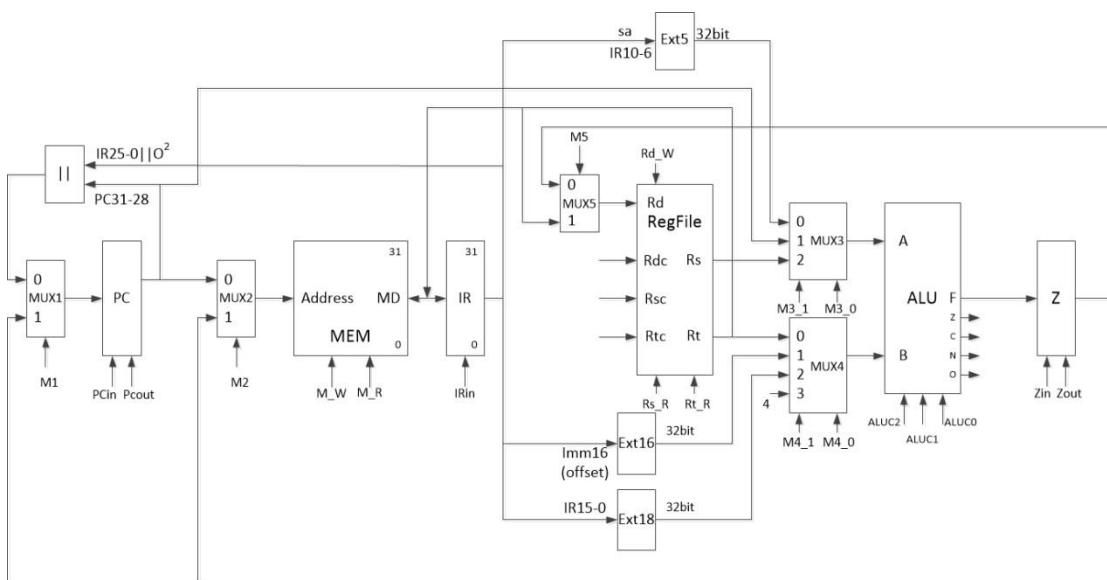 sa
IR10-6
Ext5
32bit
IR25-0||O²
||
PC31-28
M5
0
MUX5
1
Rd_W
Rd
RegFile
Rdc
Rs
Rsc
Rtc
Rt
Rs_R
Rt_R
0
MUX1
1
M1
PC
PCin
Pcout
0
MUX2
1
M2
31
Address
MD
MEM
0
M_W
M_R
31
IR
0
IRin
0
1
MUX3
2
M3_1
M3_0
0
1
MUX4
2
3
4
M4_1
M4_0
A
ALU
F
Z
C
B
N
O
ALUC2
ALUC1
ALUC0
Z
Zin
Zout
Imm16
(offset)
Ext16
32bit
IR15-0
Ext18
32bit